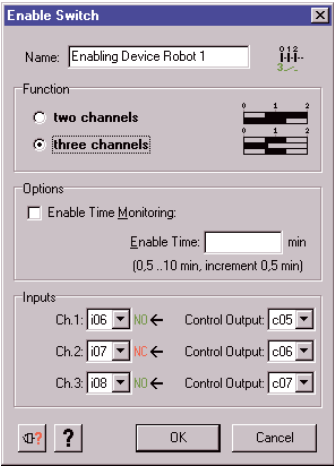 Enable Switch
Name: Enabling Device Robot 1
0 1 2
3
Function
two channels
0 1 2
three channels
0 1 2
Options
Enable Time Monitoring:
Enable Time: min
(0,5 ..10 min, increment 0,5 min)
Inputs
Ch.1: i06 NO Control Output: c05
Ch.2: i07 NC Control Output: c06
Ch.3: i08 NO Control Output: c07
? ? OK Cancel